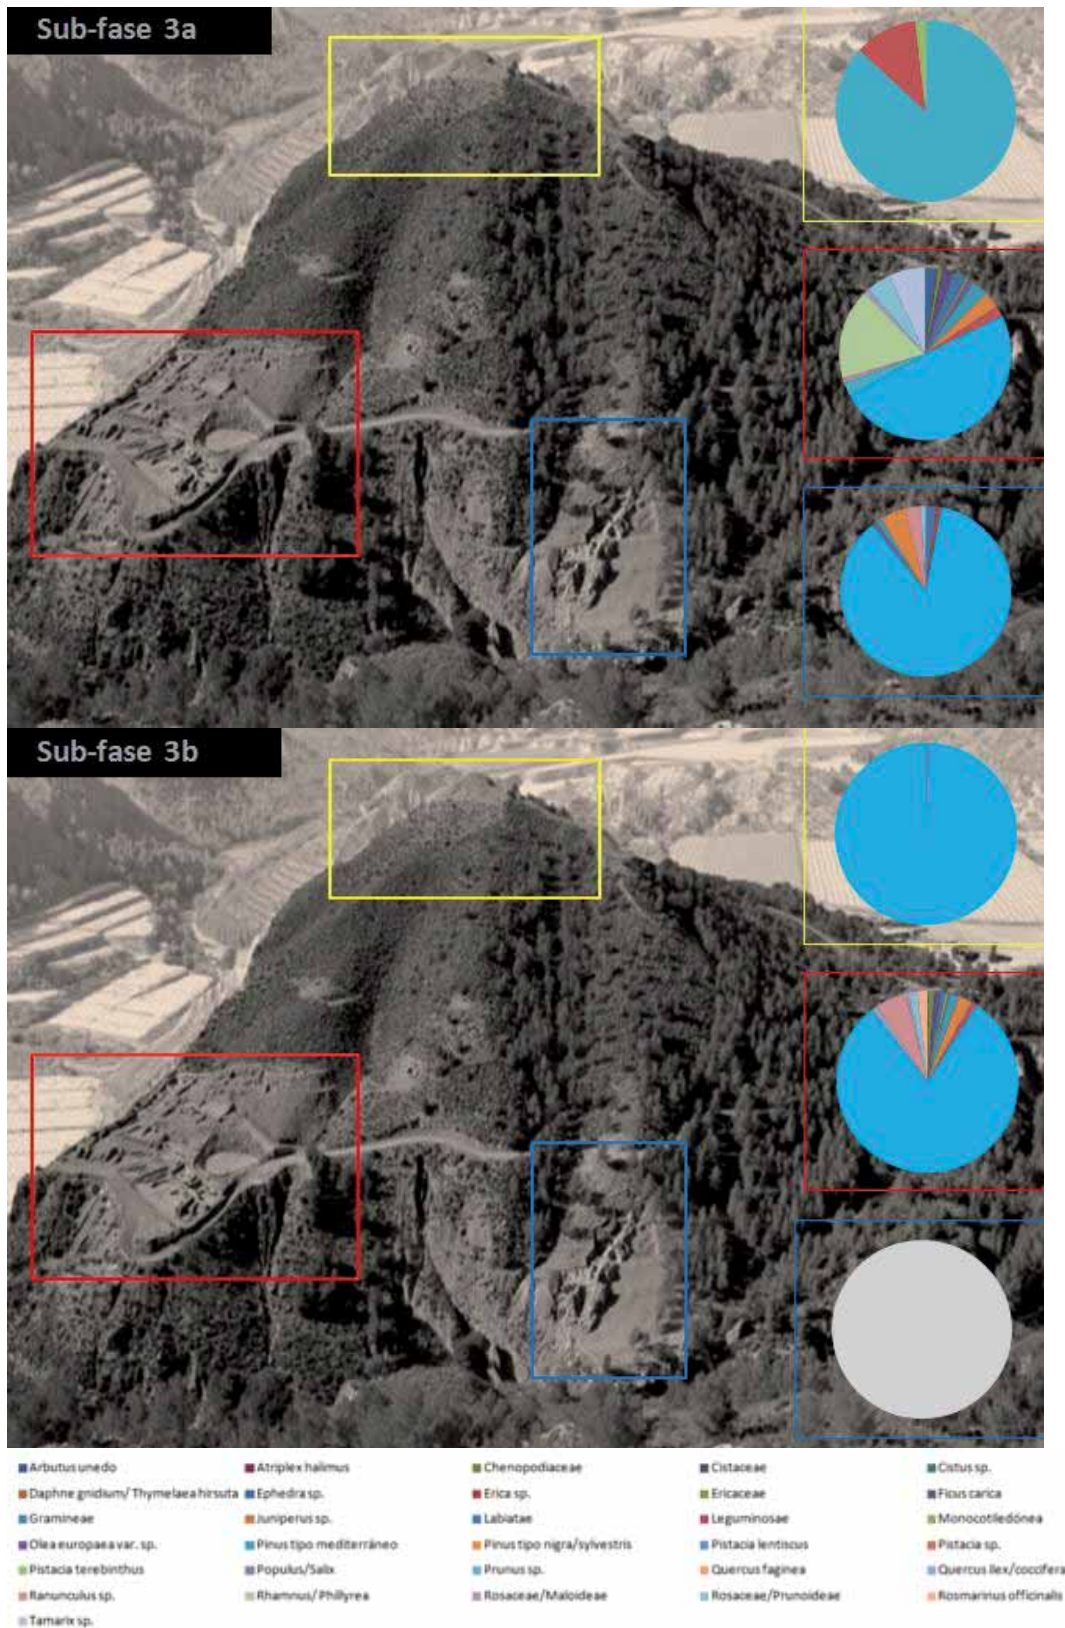 Sub-fase 3a
Sub-fase 3b
Arbutus unedo Atriplex halimus Chenopodiaceae Cistaceae Cistus sp.
Daphne gnidium/ Thymelaea hirsuta Ephedra sp. Erica sp. Ericaceae Ficus carica
Gramineae Juniperus sp. Labiatae Leguminosae Monocotiledónea
Olea europaea var. sp. Pinus tipo mediterráneo Pinus tipo nigra/sylvestris Pistacia lentiscus Pistacia sp.
Pistacia terebinthus Populus/Salix Prunus sp. Quercus faginea Quercus ilex/coccifera
Ranunculus sp. Rhamnus/ Phillyrea Rosaceae/Maloideae Rosaceae/Prunoideae Rosmarinus officinalis
Tamarix sp.